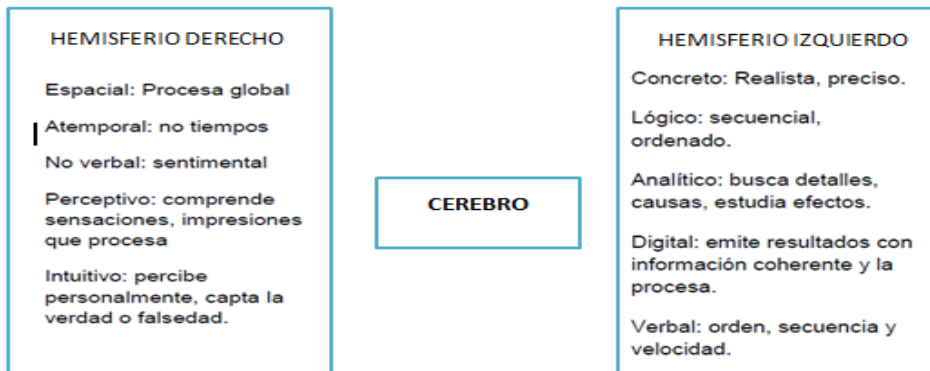 HEMISFERIO DERECHO
Espacial: Procesa global
Atemporal: no tiempos
No verbal: sentimental
Perceptivo: comprende
sensaciones, impresiones
que procesa
Intuitivo: percibe
personalmente, capta la
verdad o falsedad.
CEREBRO
HEMISFERIO IZQUIERDO
Concreto: Realista, preciso.
Lógico: secuencial,
ordenado.
Analítico: busca detalles,
causas, estudia efectos.
Digital: emite resultados con
información coherente y la
procesa.
Verbal: orden, secuencia y
velocidad.